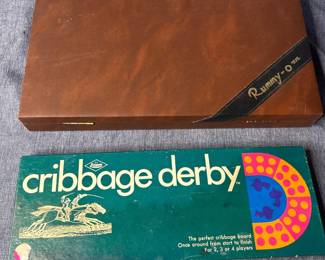 Rummy-O
cribbage derby
The perfect cribbage board
Once around from start to finish
For 2, 3 or 4 players